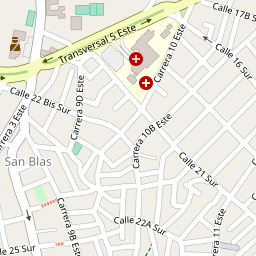 Calle 17B Sur
Transversal 5 Este
Carrera 10 Este
Calle 16 Sur
Calle 22 Bis Sur
Carrera 9D Este
Carrera 3 Este
Carrera 10B Este
San Blas
Calle 21 Sur
Carrera 9B Este
Calle 22A Sur
Carrera 11 Este
Calle 25 Sur